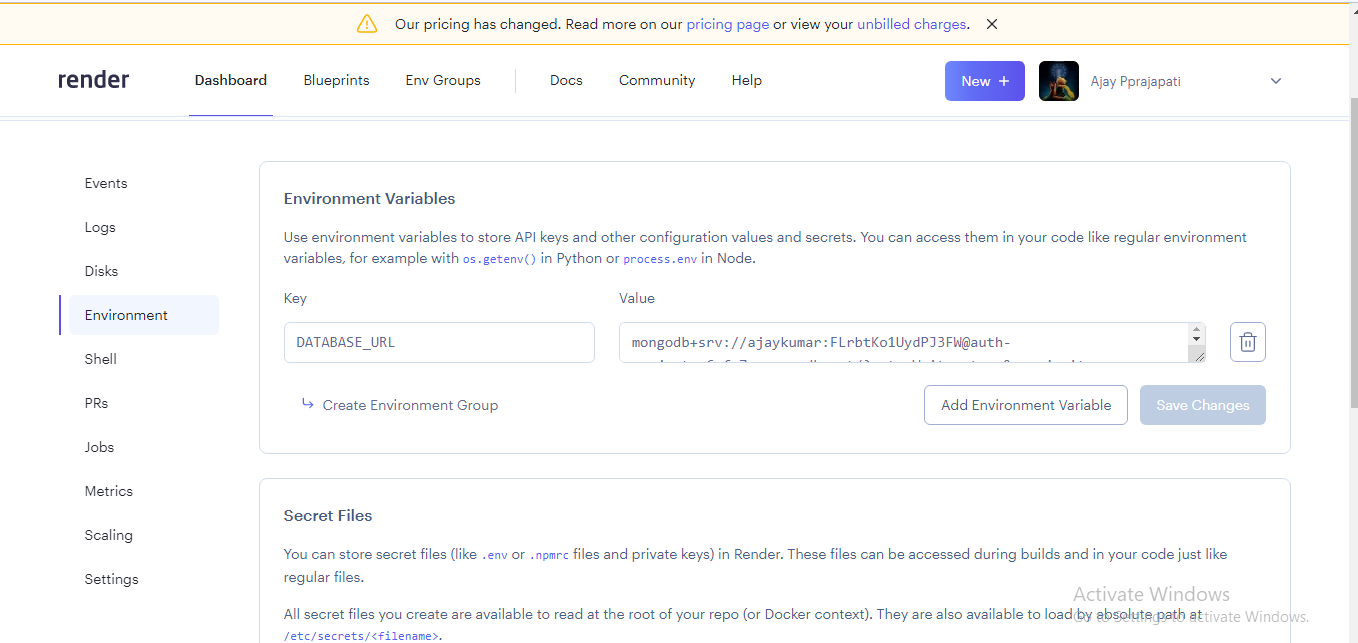 Our pricing has changed. Read more on our pricing page or view your unbilled charges.
render
Dashboard
Blueprints
Env Groups
Docs
Community
Help
New +
Ajay Pprajapati
Events
Logs
Disks
Environment
Shell
PRs
Jobs
Metrics
Scaling
Settings
Environment Variables
Use environment variables to store API keys and other configuration values and secrets. You can access them in your code like regular environment
variables, for example with os.getenv() in Python or process.env in Node.
Key
Value
DATABASE_URL
mongodb+srv://ajaykumar:FLrbtKo1UydPJ3FW@auth-
Create Environment Group
Add Environment Variable
Save Changes
Secret Files
You can store secret files (like .env or .npmrc files and private keys) in Render. These files can be accessed during builds and in your code just like
regular files.
All secret files you create are available to read at the root of your repo (or Docker context). They are also available to load by absolute path at
/etc/secrets/<filename>.
Activate Windows
Go to Settings to activate Windows.